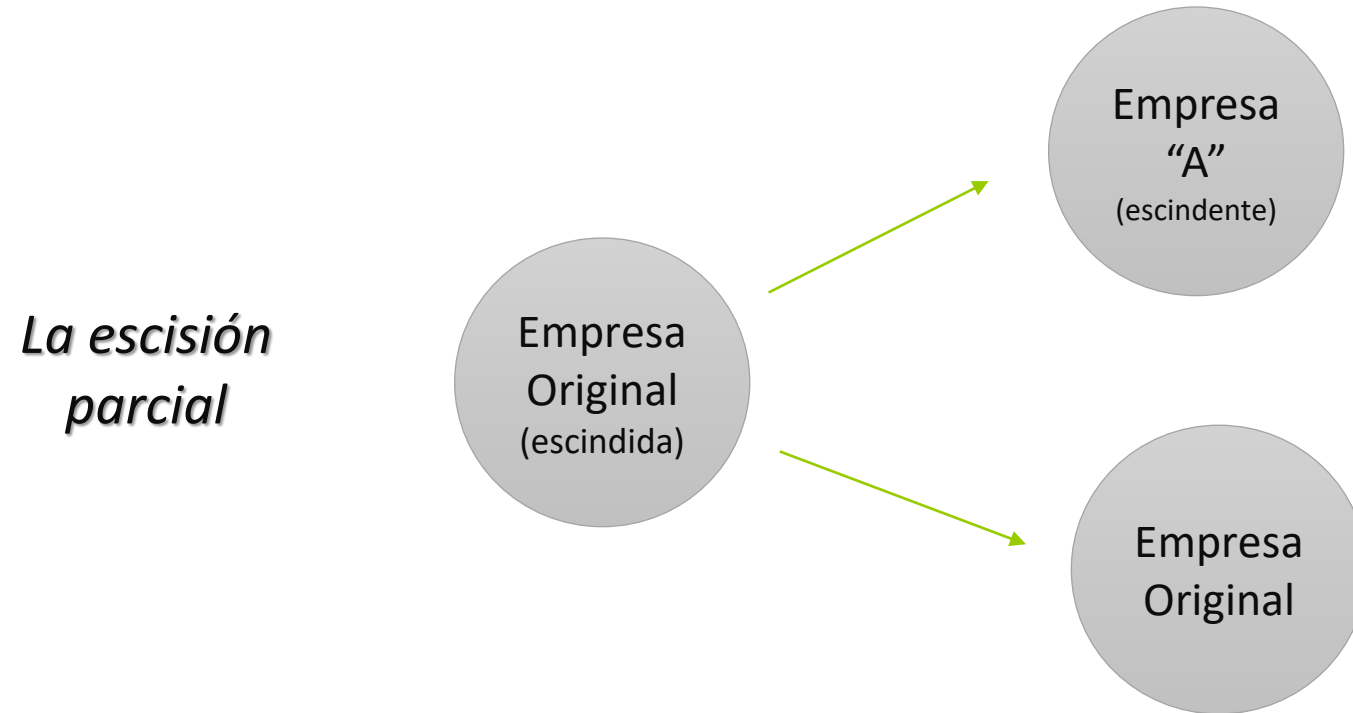 La escisión
parcial
Empresa
Original
(escindida)
Empresa
“A”
(escindente)
Empresa
Original